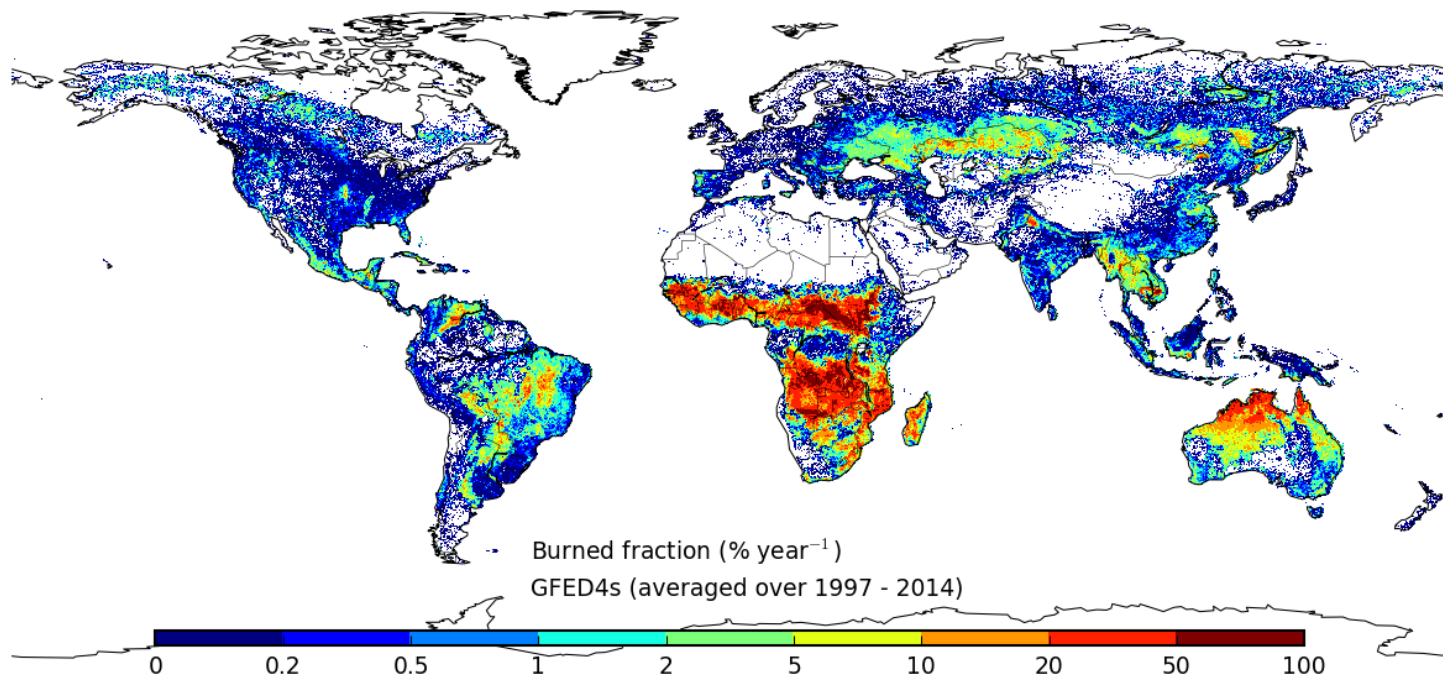 Burned fraction (% year⁻¹)
GFED4s (averaged over 1997 - 2014)
0 0.2 0.5 1 2 5 10 20 50 100